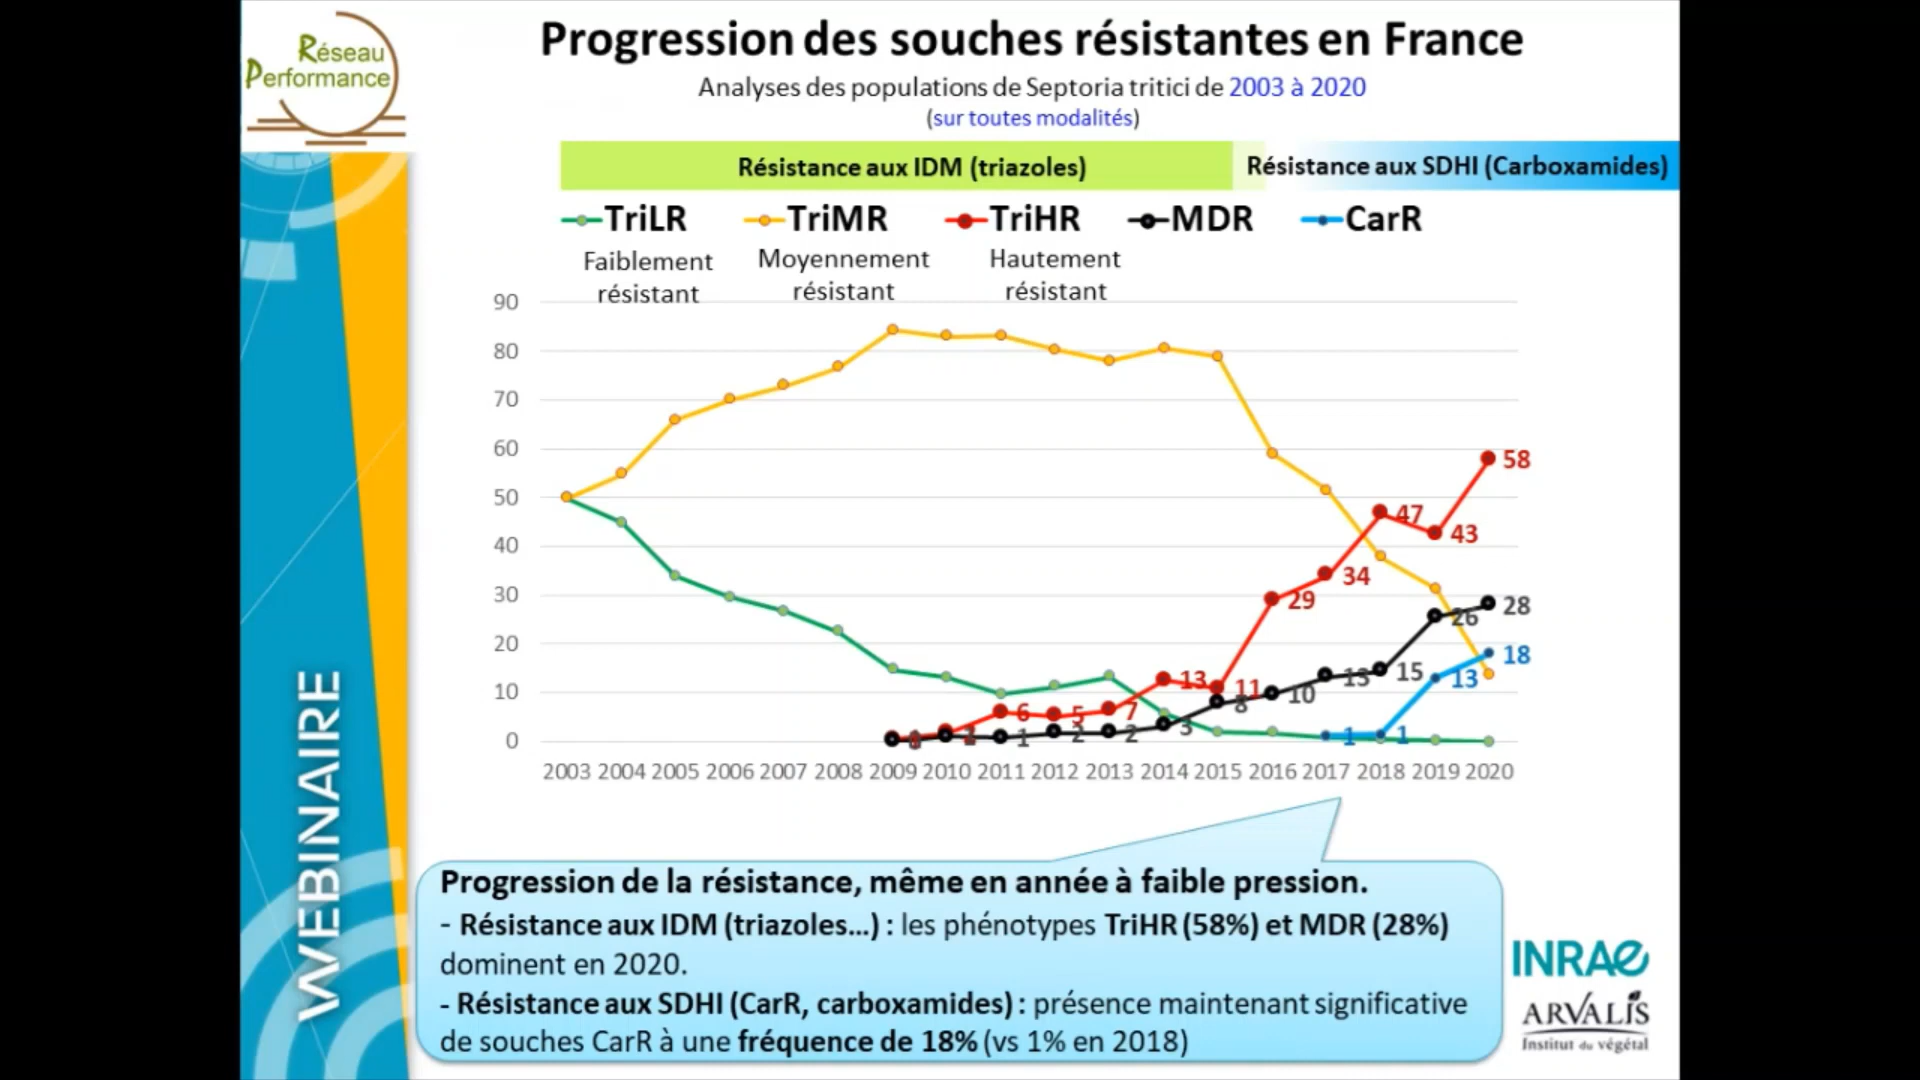 Réseau
Performance
Progression des souches résistantes en France
Analyses des populations de Septoria tritici de 2003 à 2020
(sur toutes modalités)
Résistance aux IDM (triazoles)
Résistance aux SDHI (Carboxamides)
TriLR
TriMR
TriHR
MDR
CarR
Faiblement
résistant
Moyennement
résistant
Hautement
résistant
90
80
70
60
50
40
30
20
10
0
58
47
43
34
29
28
26
18
13
15
13
13
11
10
8
7
6
5
3
2
2
1
1
1
2003 2004 2005 2006 2007 2008 2009 2010 2011 2012 2013 2014 2015 2016 2017 2018 2019 2020
WEBINAIRE
Progression de la résistance, même en année à faible pression.
- Résistance aux IDM (triazoles...) : les phénotypes TriHR (58%) et MDR (28%)
dominent en 2020.
- Résistance aux SDHI (CarR, carboxamides) : présence maintenant significative
de souches CarR à une fréquence de 18% (vs 1% en 2018)
INRAE
ARVALIS
Institut du végétal